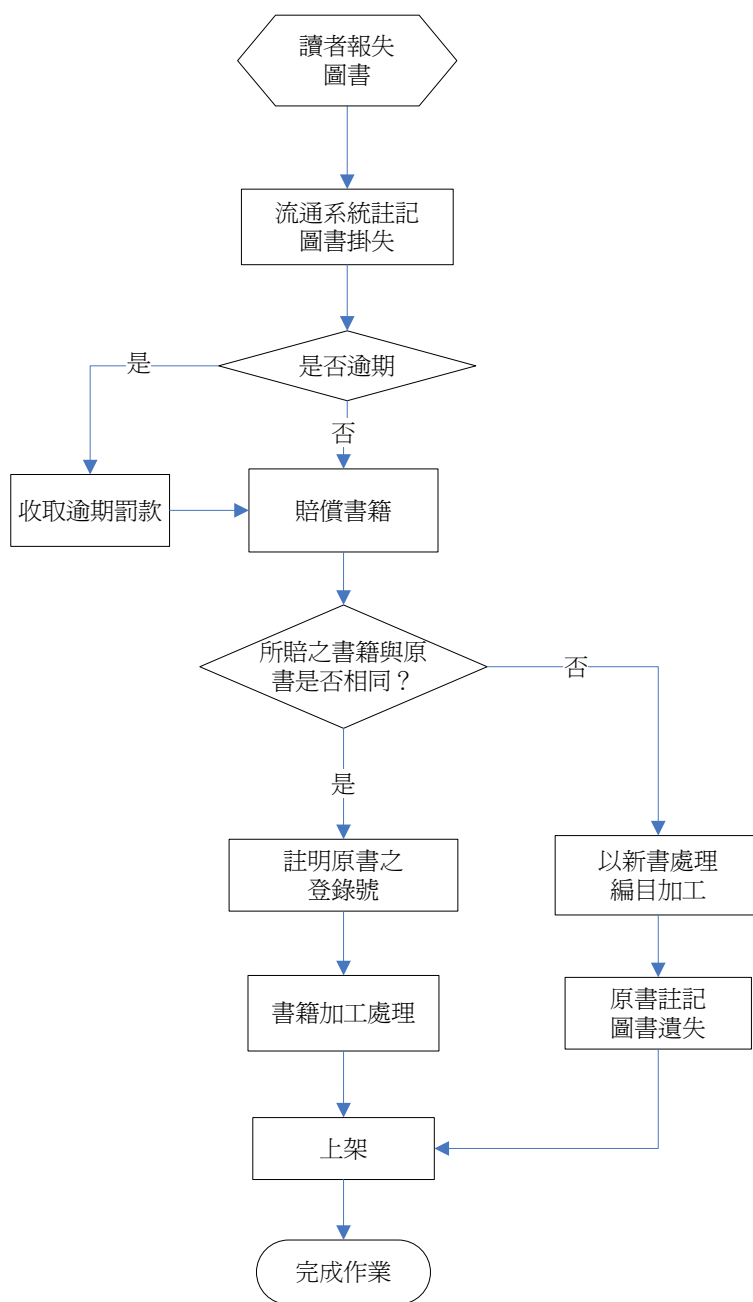 讀者報失
圖書
流通系統註記
圖書掛失
是否逾期
是
否
收取逾期罰款
賠償書籍
所賠之書籍與原
書是否相同？
否
是
註明原書之
登錄號
以新書處理
編目加工
書籍加工處理
原書註記
圖書遺失
上架
完成作業